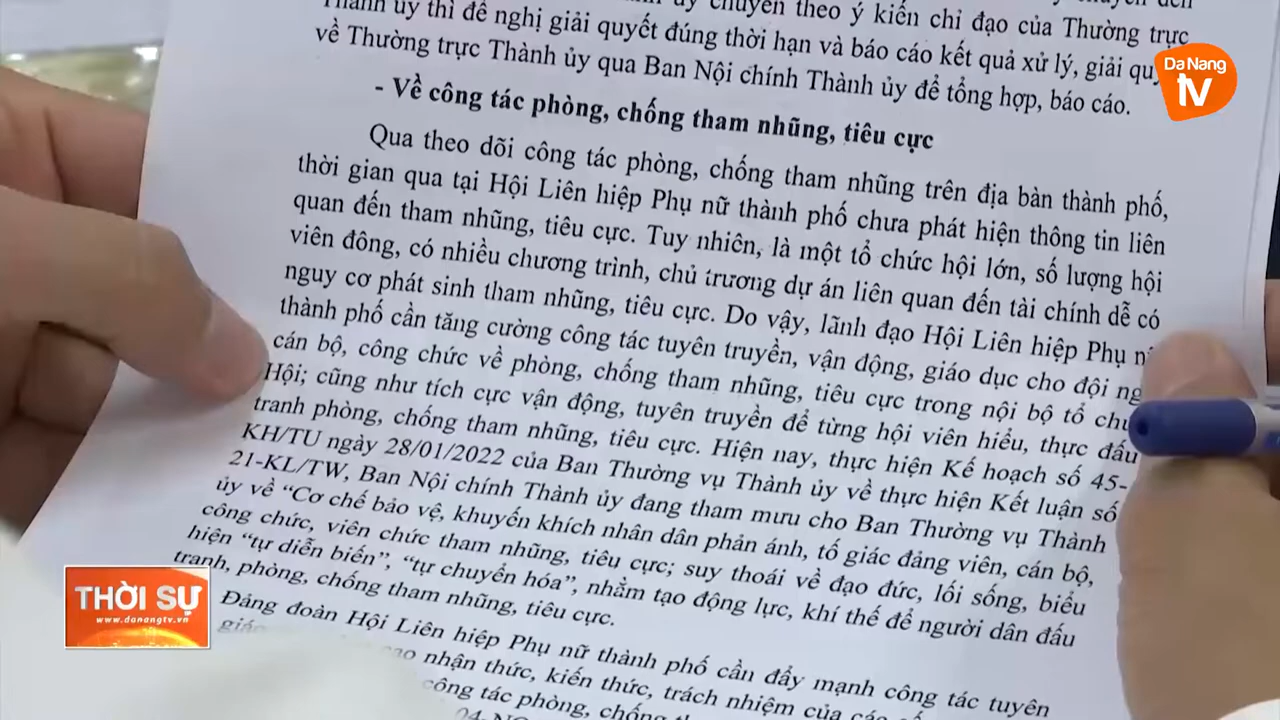 chuyển theo ý kiến chỉ đạo của Thường trực
Thành ủy thì đề nghị giải quyết đúng thời hạn và báo cáo kết quả xử lý, giải
về Thường trực Thành ủy qua Ban Nội chính Thành ủy để tổng hợp, báo cáo.
- Về công tác phòng, chống tham nhũng, tiêu cực
Qua theo dõi công tác phòng, chống tham nhũng trên địa bàn thành phố,
thời gian qua tại Hội Liên hiệp Phụ nữ thành phố chưa phát hiện thông tin liên
quan đến tham nhũng, tiêu cực. Tuy nhiên, là một tổ chức hội lớn, số lượng hội
viên đông, có nhiều chương trình, chủ trương dự án liên quan đến tài chính dễ có
nguy cơ phát sinh tham nhũng, tiêu cực. Do vậy, lãnh đạo Hội Liên hiệp Phụ
thành phố cần tăng cường công tác tuyên truyền, vận động, giáo dục cho đội
cán bộ, công chức về phòng, chống tham nhũng, tiêu cực trong nội bộ tổ
Hội; cũng như tích cực vận động, tuyên truyền để từng hội viên hiểu, thực đấu
tranh phòng, chống tham nhũng, tiêu cực. Hiện nay, thực hiện Kế hoạch số 45-
KH/TU ngày 28/01/2022 của Ban Thường vụ Thành ủy về thực hiện Kết luận số
21-KL/TW, Ban Nội chính Thành ủy đang tham mưu cho Ban Thường vụ Thành
ủy về “Cơ chế bảo vệ, khuyến khích nhân dân phản ánh, tố giác đảng viên, cán bộ,
công chức, viên chức tham nhũng, tiêu cực; suy thoái về đạo đức, lối sống, biểu
hiện “tự diễn biến”, “tự chuyển hóa”, nhằm tạo động lực, khí thế để người dân đấu
tranh, phòng, chống tham nhũng, tiêu cực.
Đảng đoàn Hội Liên hiệp Phụ nữ thành phố cần đẩy mạnh công tác tuyên
nhận thức, kiến thức, trách nhiệm của
công tác phòng, chống
Da Nang
tv
THỜI SỰ
www.danangtv.vn